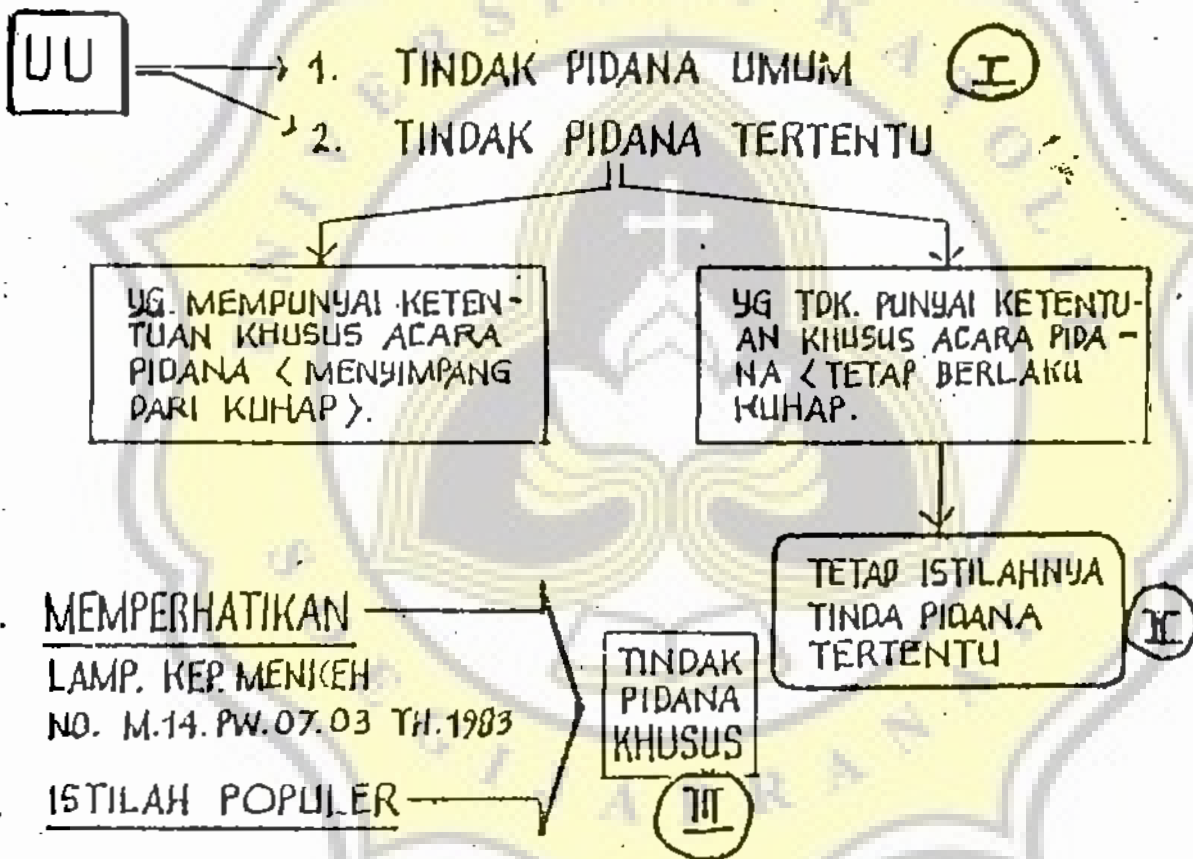 UU
1. TINDAK PIDANA UMUM I
2. TINDAK PIDANA TERTENTU
YG. MEMPUNYAI KETEN-
TUAN KHUSUS ACARA
PIDANA < MENYIMPANG
DARI KUHAP >.
YG TDK. PUNYAI KETENTU-
AN KHUSUS ACARA PIDA-
NA < TETAP BERLAKU
KUHAP.
TETAP ISTILAHNYA
TINDA PIDANA
TERTENTU
II
MEMPERHATIKAN
LAMP. KEP. MENKEH
NO. M.14.PW.07.03 TH.1983
ISTILAH POPULER
TINDAK
PIDANA
KHUSUS
III